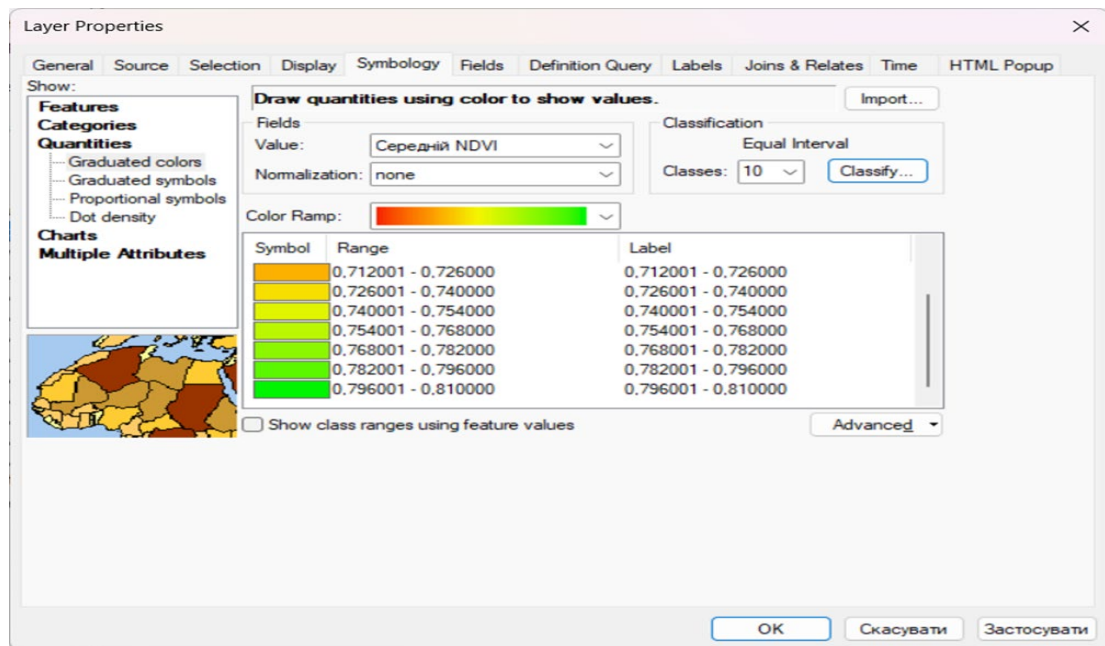 Layer Properties
General Source Selection Display Symbology Fields Definition Query Labels Joins & Relates Time HTML Popup
Show:
Features
Categories
Quantities
Graduated colors
Graduated symbols
Proportional symbols
Dot density
Charts
Multiple Attributes
Draw quantities using color to show values.
Import...
Fields
Value: Середній NDVI
Normalization: none
Classification
Equal Interval
Classes: 10 Classify...
Color Ramp:
Symbol Range Label
0,712001 - 0,726000 0,712001 - 0,726000
0,726001 - 0,740000 0,726001 - 0,740000
0,740001 - 0,754000 0,740001 - 0,754000
0,754001 - 0,768000 0,754001 - 0,768000
0,768001 - 0,782000 0,768001 - 0,782000
0,782001 - 0,796000 0,782001 - 0,796000
0,796001 - 0,810000 0,796001 - 0,810000
Show class ranges using feature values
Advanced
OK Скасувати Застосувати